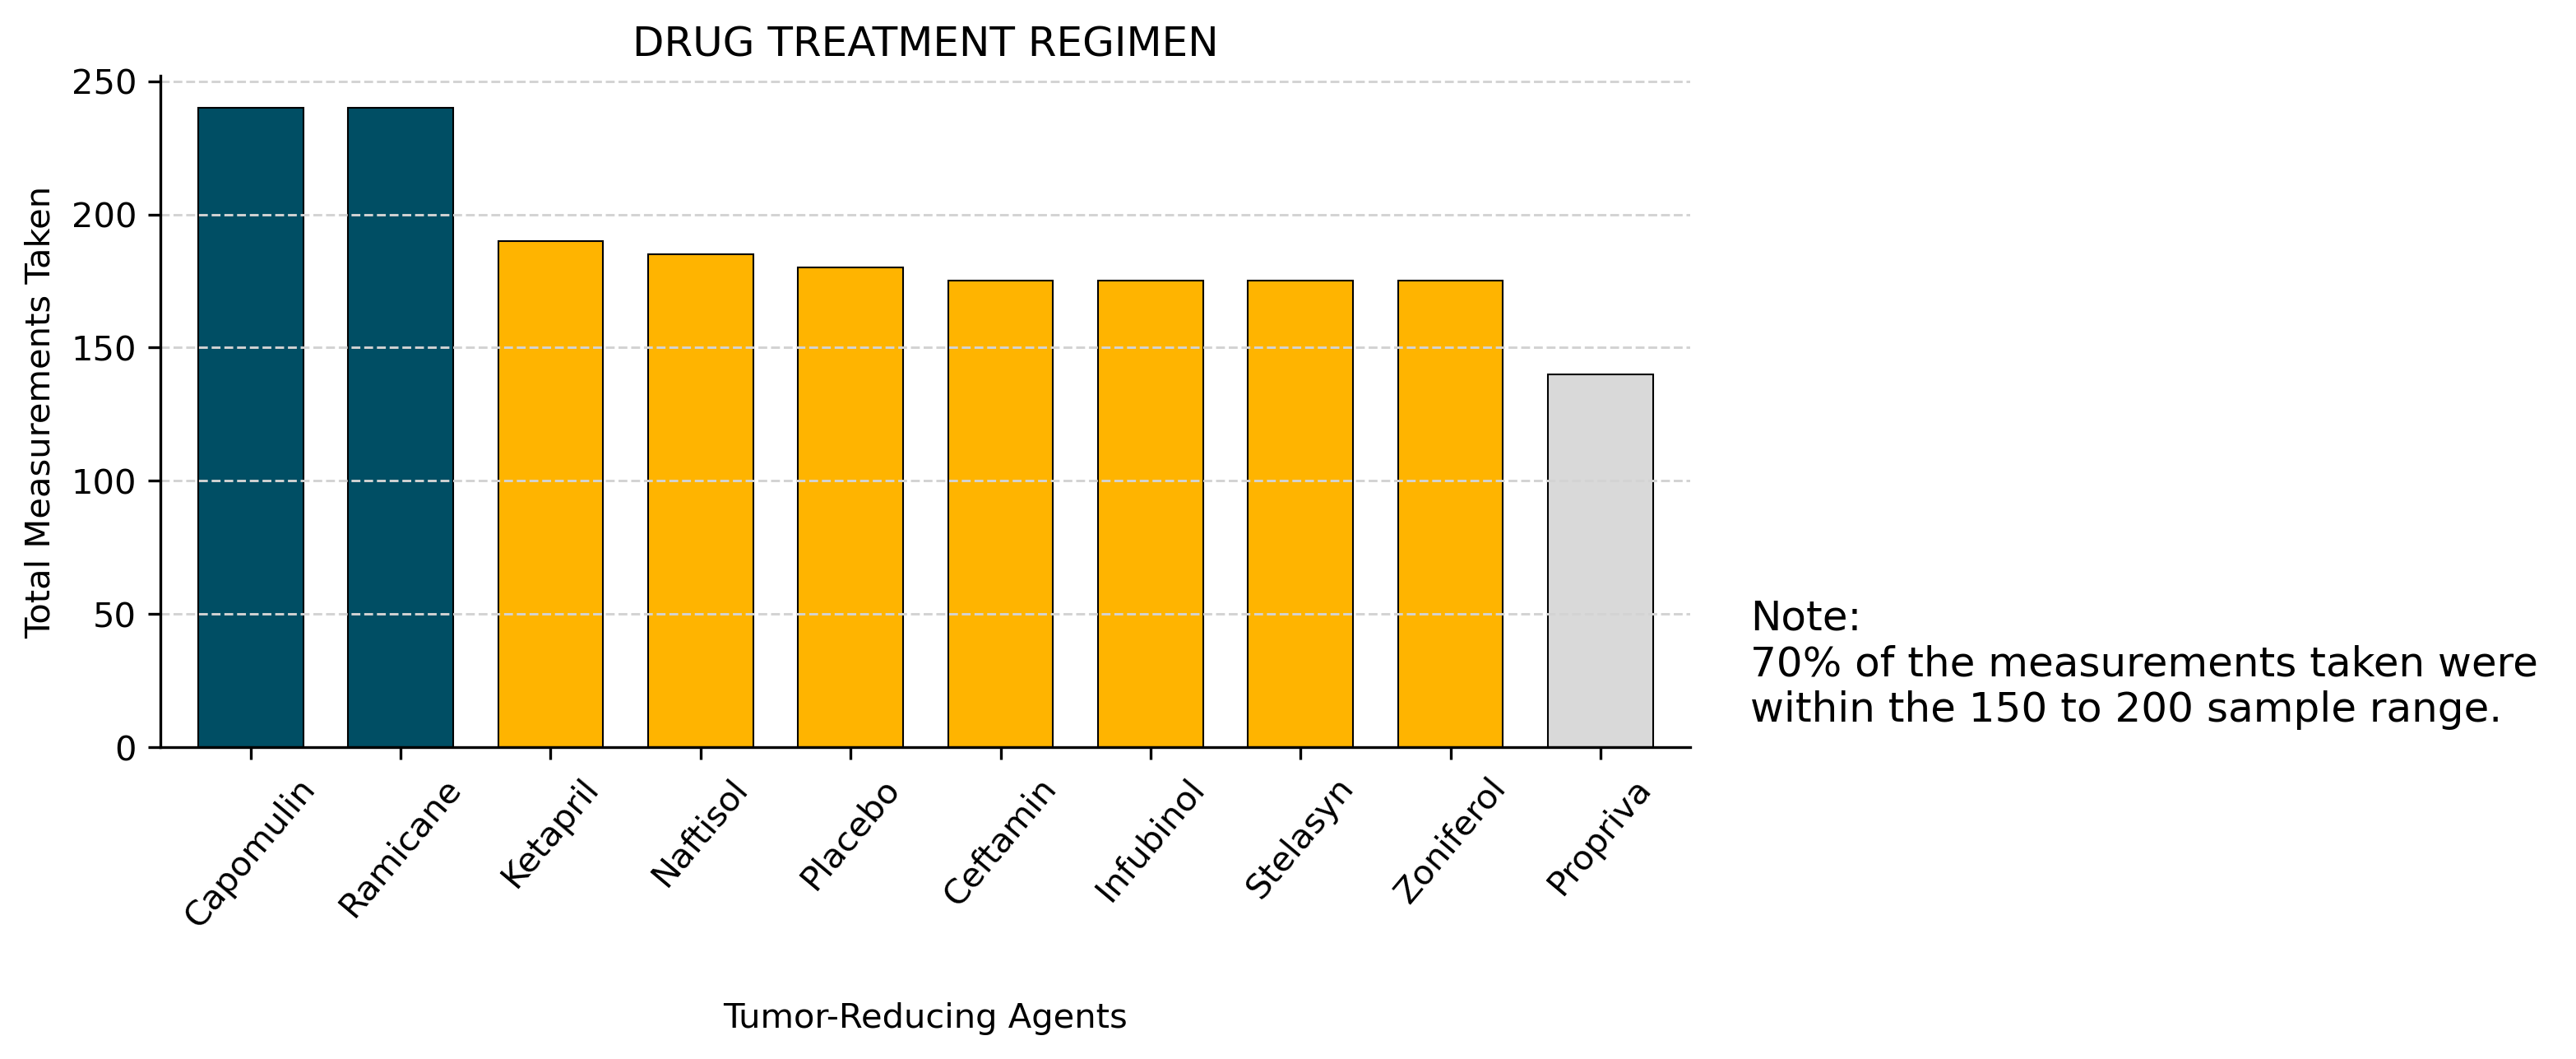 DRUG TREATMENT REGIMEN
Total Measurements Taken
250
200
150
100
50
0
Capomulin
Ramicane
Ketapril
Naftisol
Placebo
Ceftamin
Infubinol
Stelasyn
Zoniferol
Propriva
Tumor-Reducing Agents
Note:
70% of the measurements taken were
within the 150 to 200 sample range.